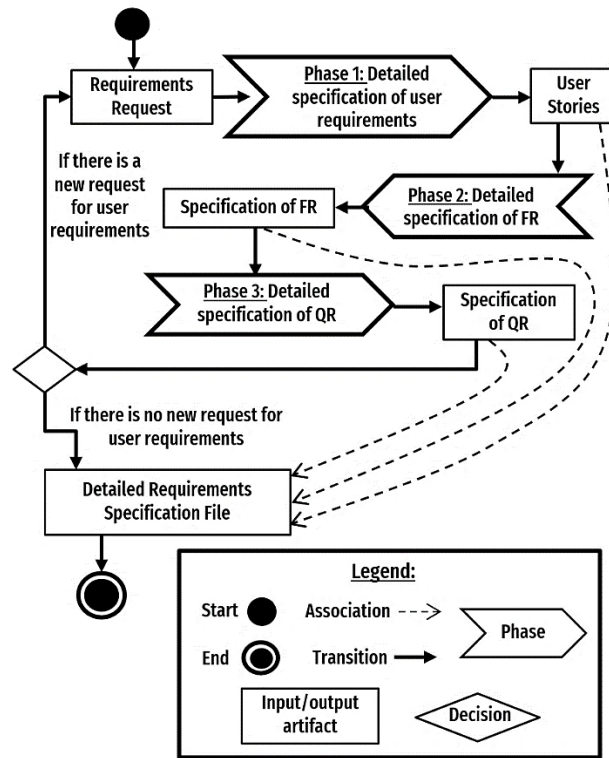 Requirements
Request
Phase 1: Detailed
specification of user
requirements
User
Stories
If there is a
new request
for user
requirements
Specification of FR
Phase 2: Detailed
specification of FR
Phase 3: Detailed
specification of QR
Specification
of QR
If there is no new request for
user requirements
Detailed Requirements
Specification File
Legend:
Start
Association
Phase
End
Transition
Input/output
artifact
Decision